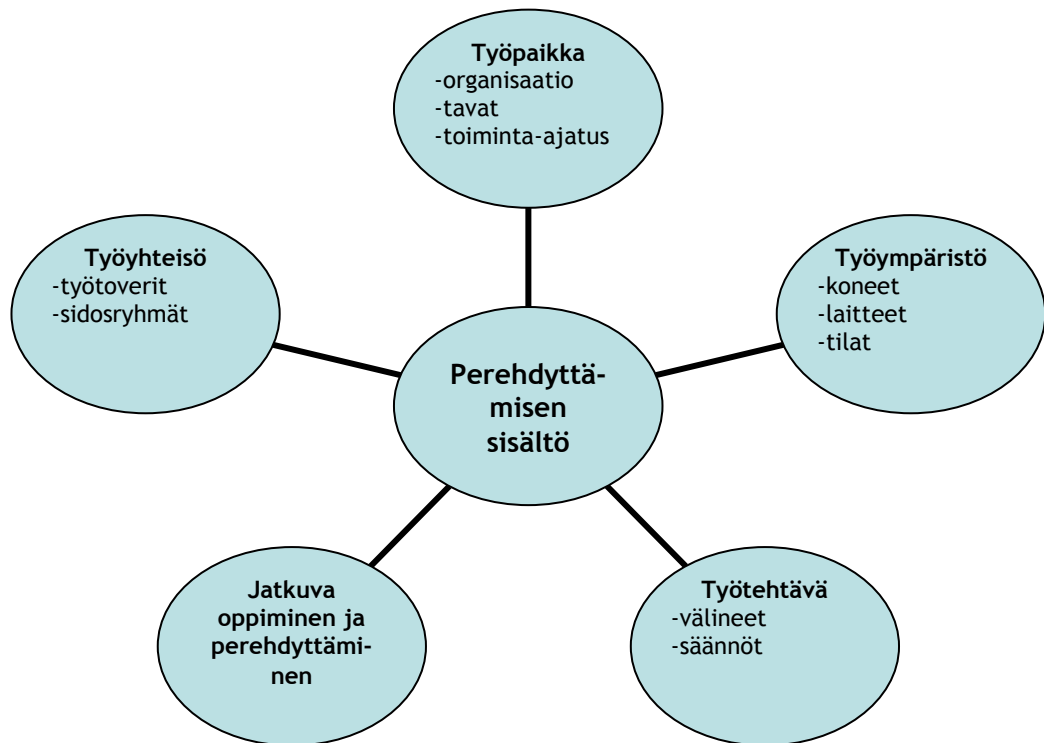 Työpaikka
-organisaatio
-tavat
-toiminta-ajatus
Työyhteisö
-työtoverit
-sidosryhmät
Työympäristö
-koneet
-laitteet
-tilat
Perehdyttä-
misen
sisältö
Jatkuva
oppiminen ja
perehdyttämi-
nen
Työtehtävä
-välineet
-säännöt